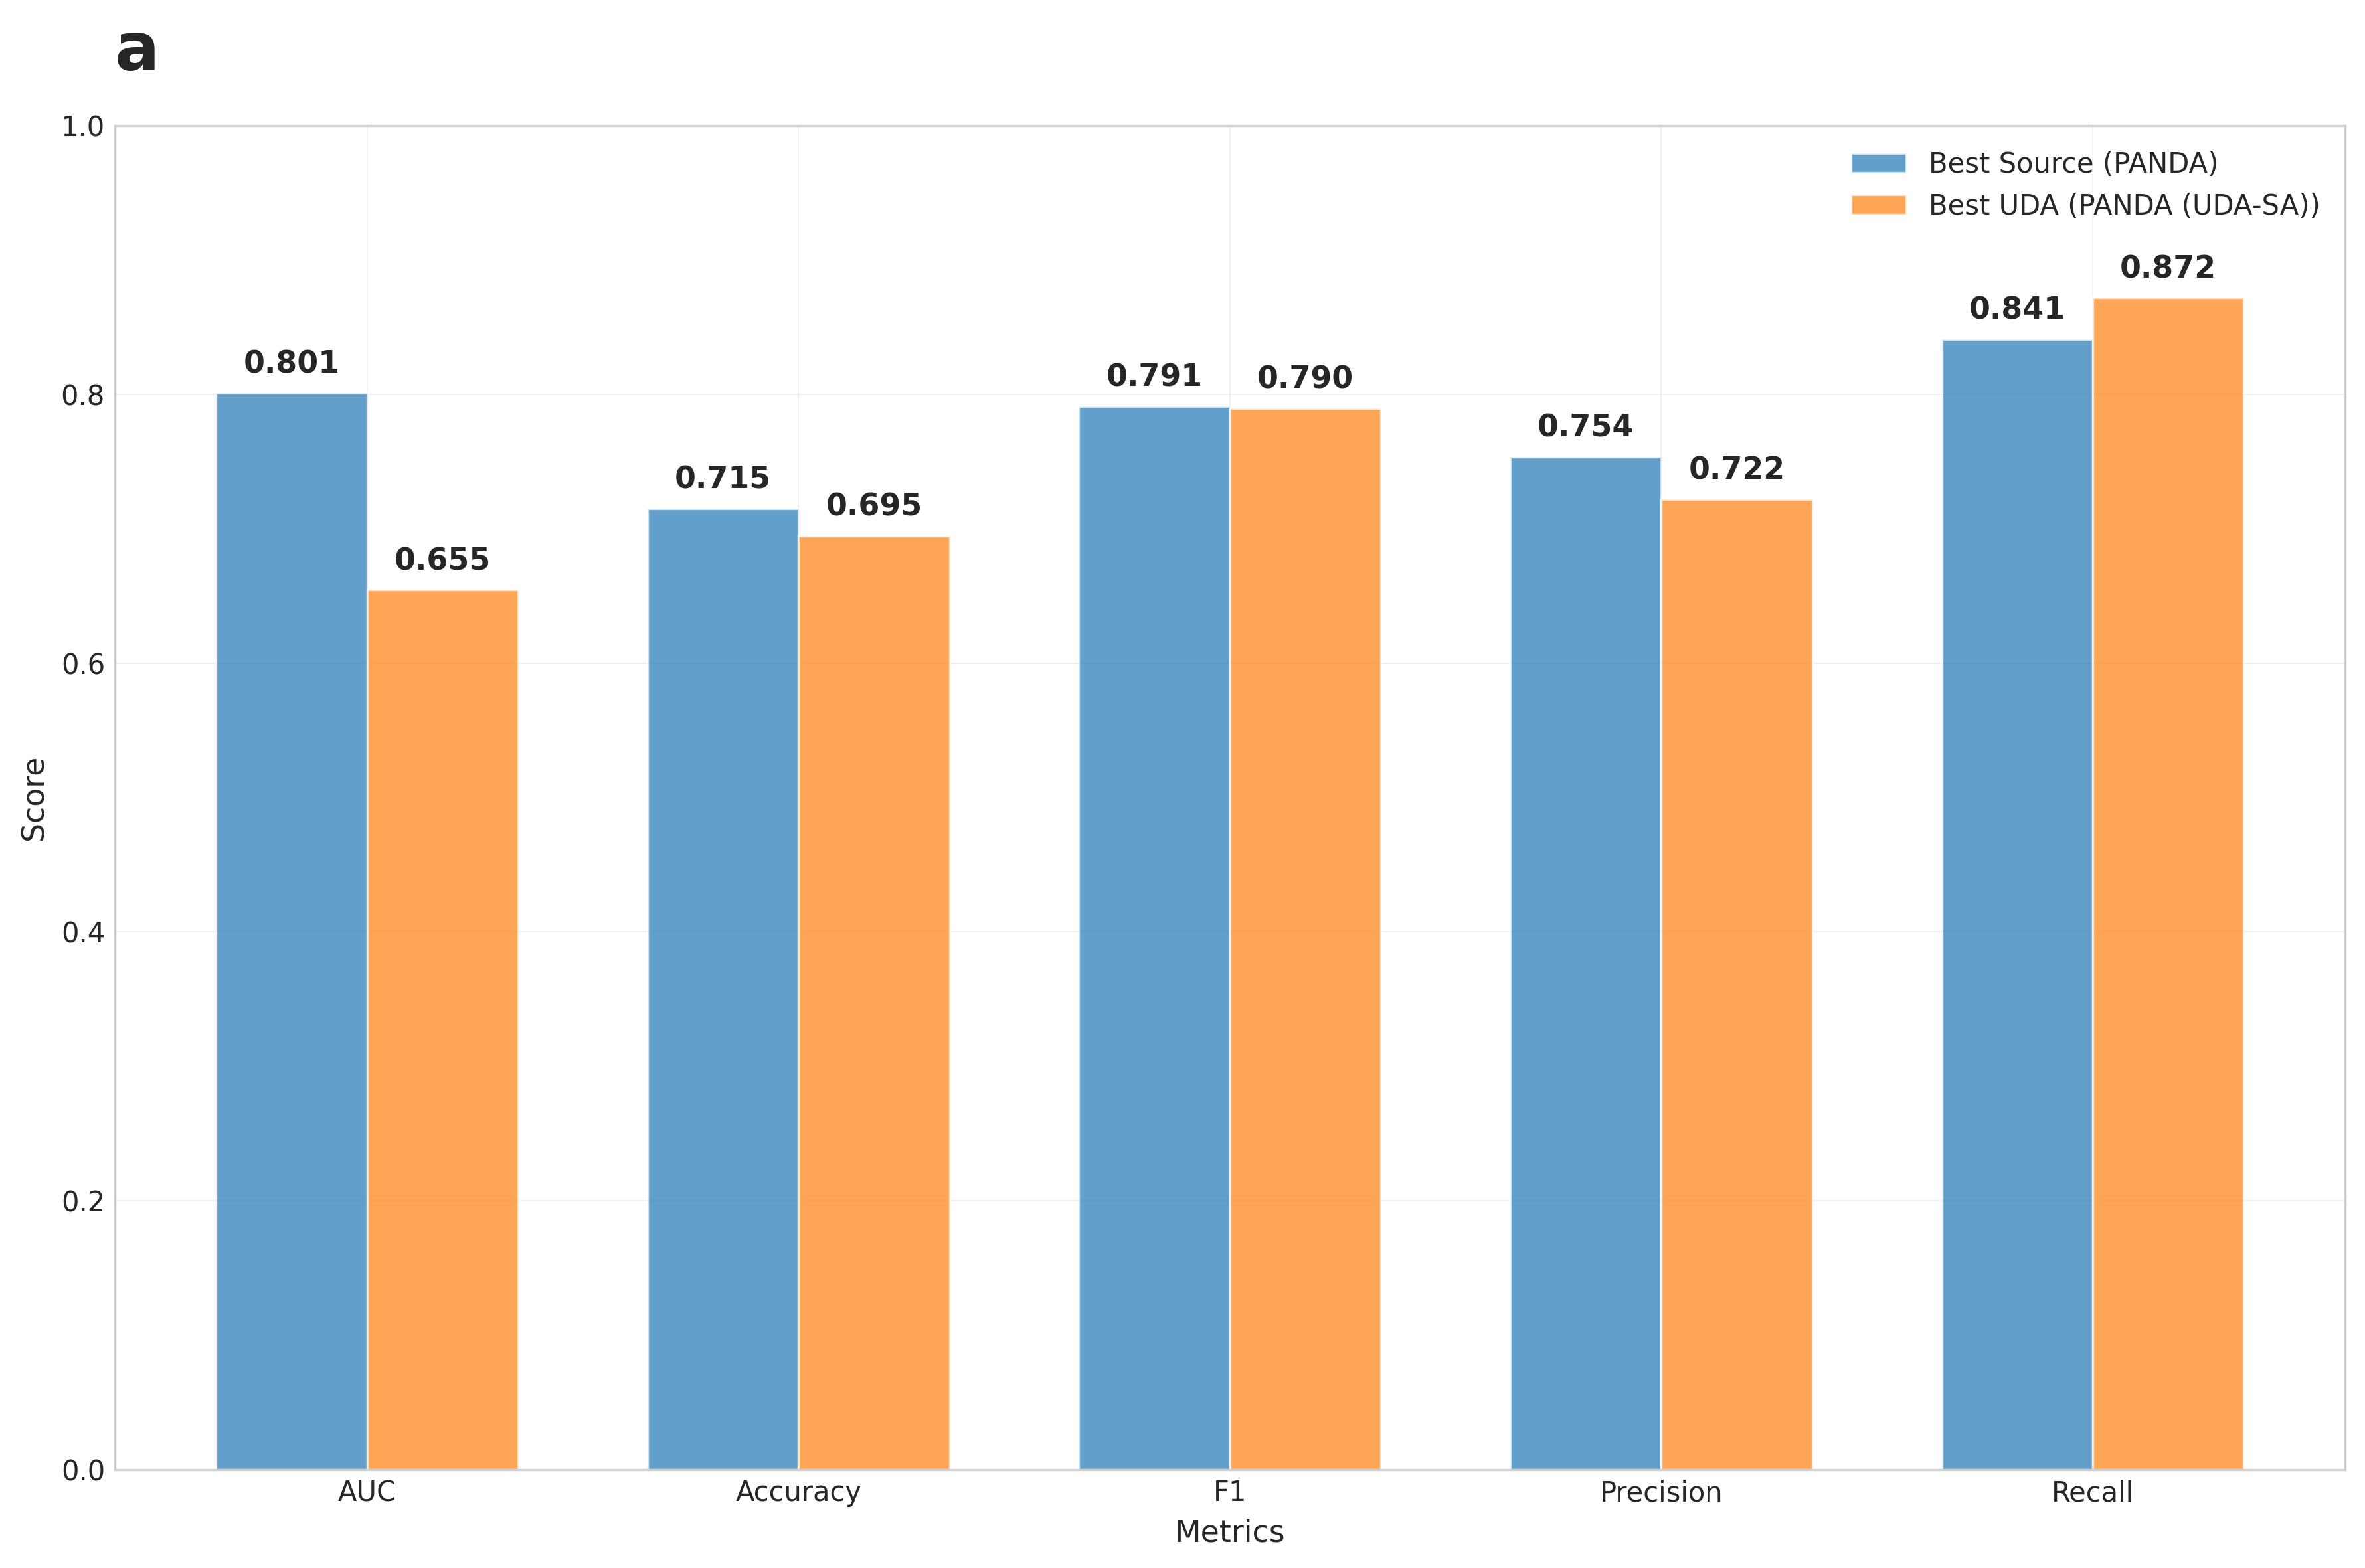 a
1.0
Best Source (PANDA)
Best UDA (PANDA (UDA-SA))
0.872
0.841
0.801
0.791
0.790
0.8
0.754
0.722
0.715
0.695
0.655
0.6
Score
0.4
0.2
0.0
AUC Accuracy F1 Precision Recall
Metrics